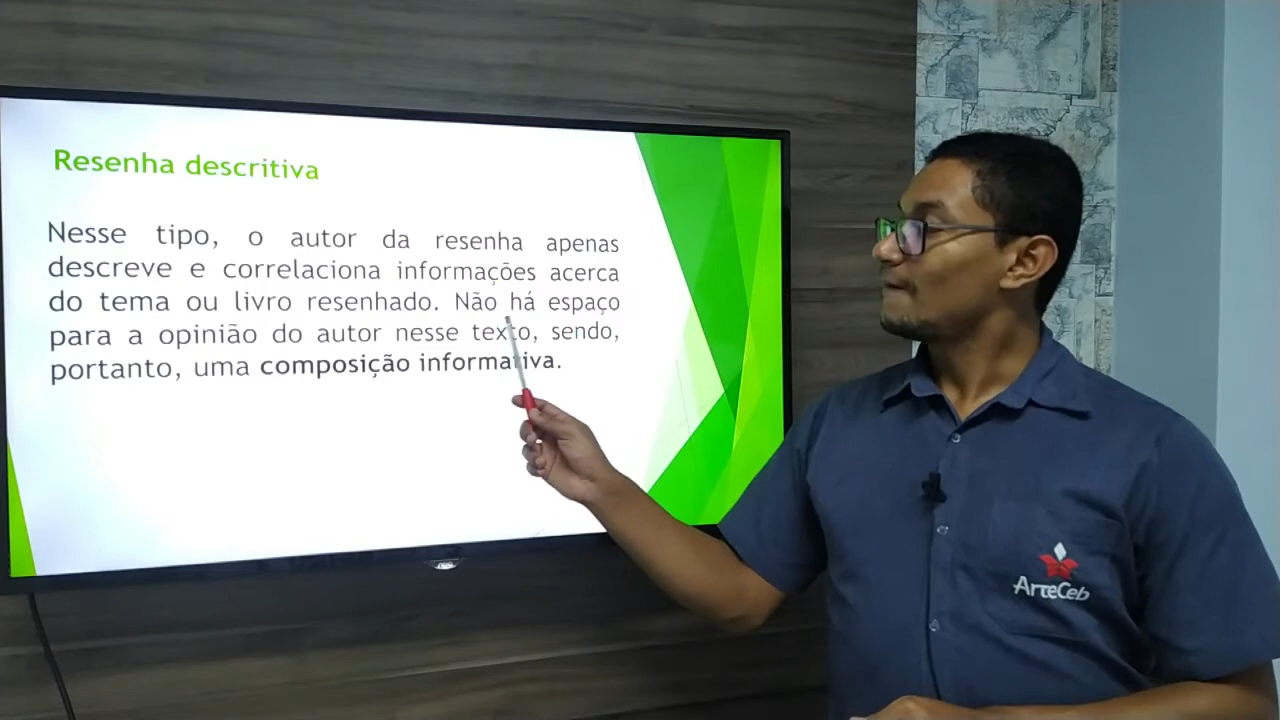 Resenha descritiva
Nesse tipo, o autor da resenha apenas
descreve e correlaciona informações acerca
do tema ou livro resenhado. Não há espaço
para a opinião do autor nesse texto, sendo,
portanto, uma composição informativa.
ArteCeb